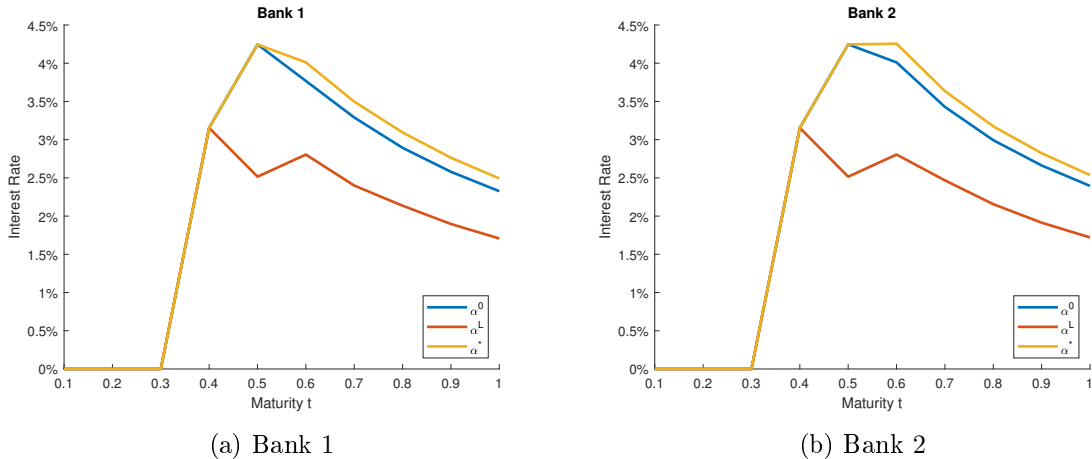 Bank 1
4.5%
4%
3.5%
3%
2.5%
2%
1.5%
1%
0.5%
0%
Interest Rate
0.1 0.2 0.3 0.4 0.5 0.6 0.7 0.8 0.9 1
Maturity t
α^0
α^L
α^*
(a) Bank 1
Bank 2
4.5%
4%
3.5%
3%
2.5%
2%
1.5%
1%
0.5%
0%
Interest Rate
0.1 0.2 0.3 0.4 0.5 0.6 0.7 0.8 0.9 1
Maturity t
α^0
α^L
α^*
(b) Bank 2